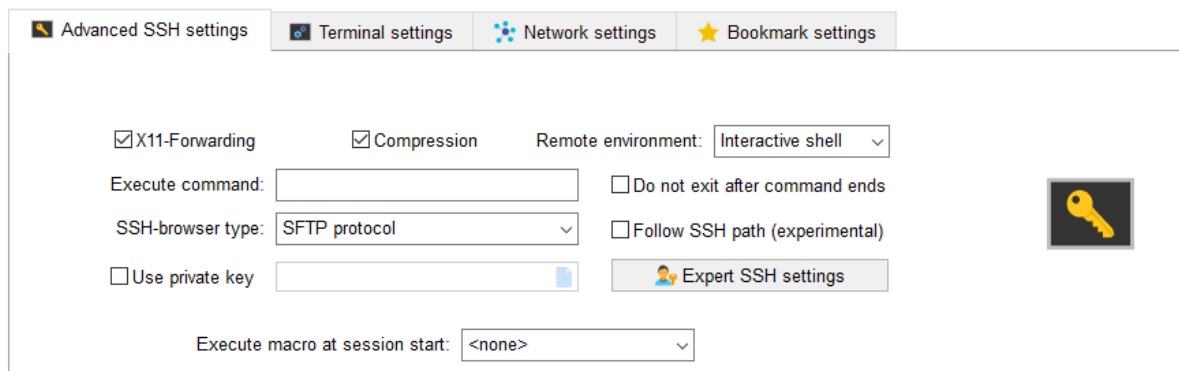 Advanced SSH settings Terminal settings Network settings Bookmark settings
X11-Forwarding Compression Remote environment: Interactive shell
Execute command: Do not exit after command ends
SSH-browser type: SFTP protocol Follow SSH path (experimental)
Use private key Expert SSH settings
Execute macro at session start: <none>